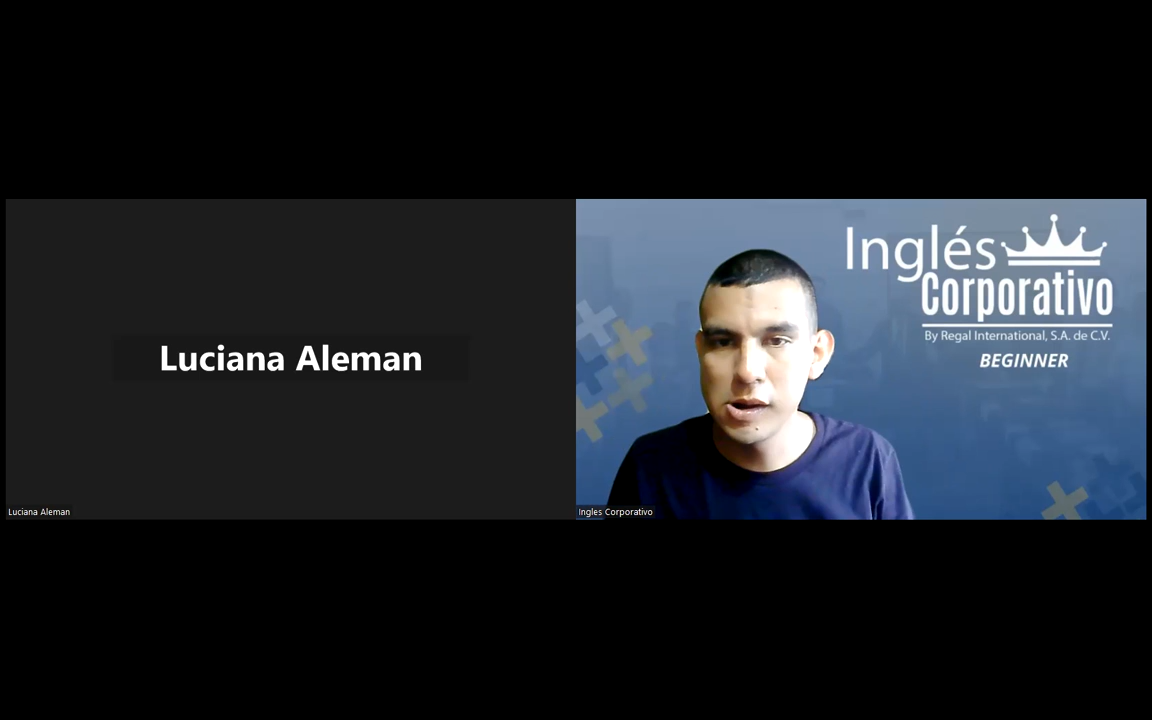 Luciana Aleman
Luciana Aleman
Inglés
Corporativo
By Regal International, S.A. de C.V.
BEGINNER
Ingles Corporativo